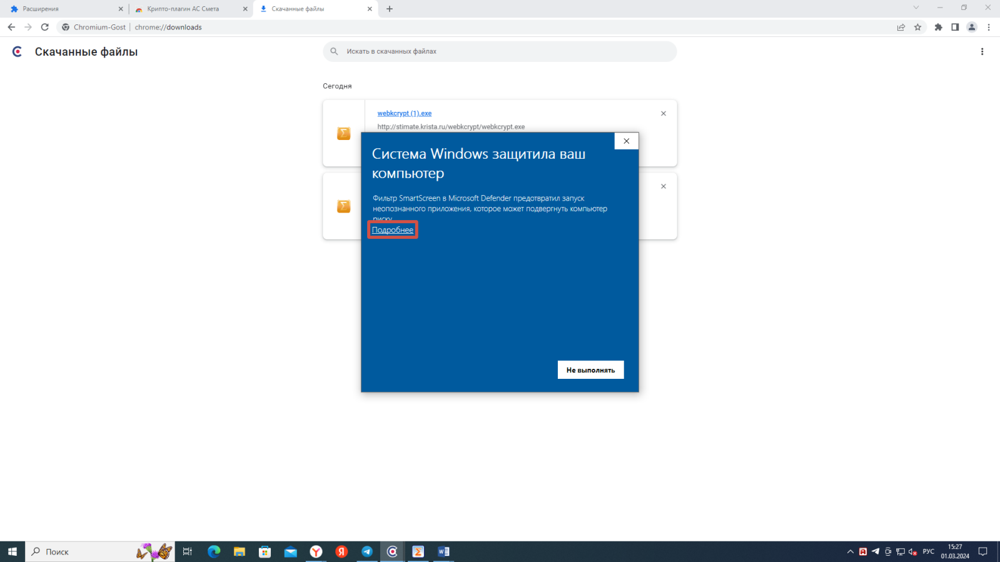 Расширения
Крипто-плагин АС Смета
Скачанные файлы
Chromium-Gost
chrome://downloads
Скачанные файлы
Искать в скачанных файлах
Сегодня
webkcrypt (1).exe
http://stimate.krista.ru/webkcrypt/webkcrypt.exe
Система Windows защитила ваш
компьютер
Фильтр SmartScreen в Microsoft Defender предотвратил запуск
неопознанного приложения, которое может подвергнуть компьютер
риску.
Подробнее
Не выполнять
Поиск
РУС
15:27
01.03.2024